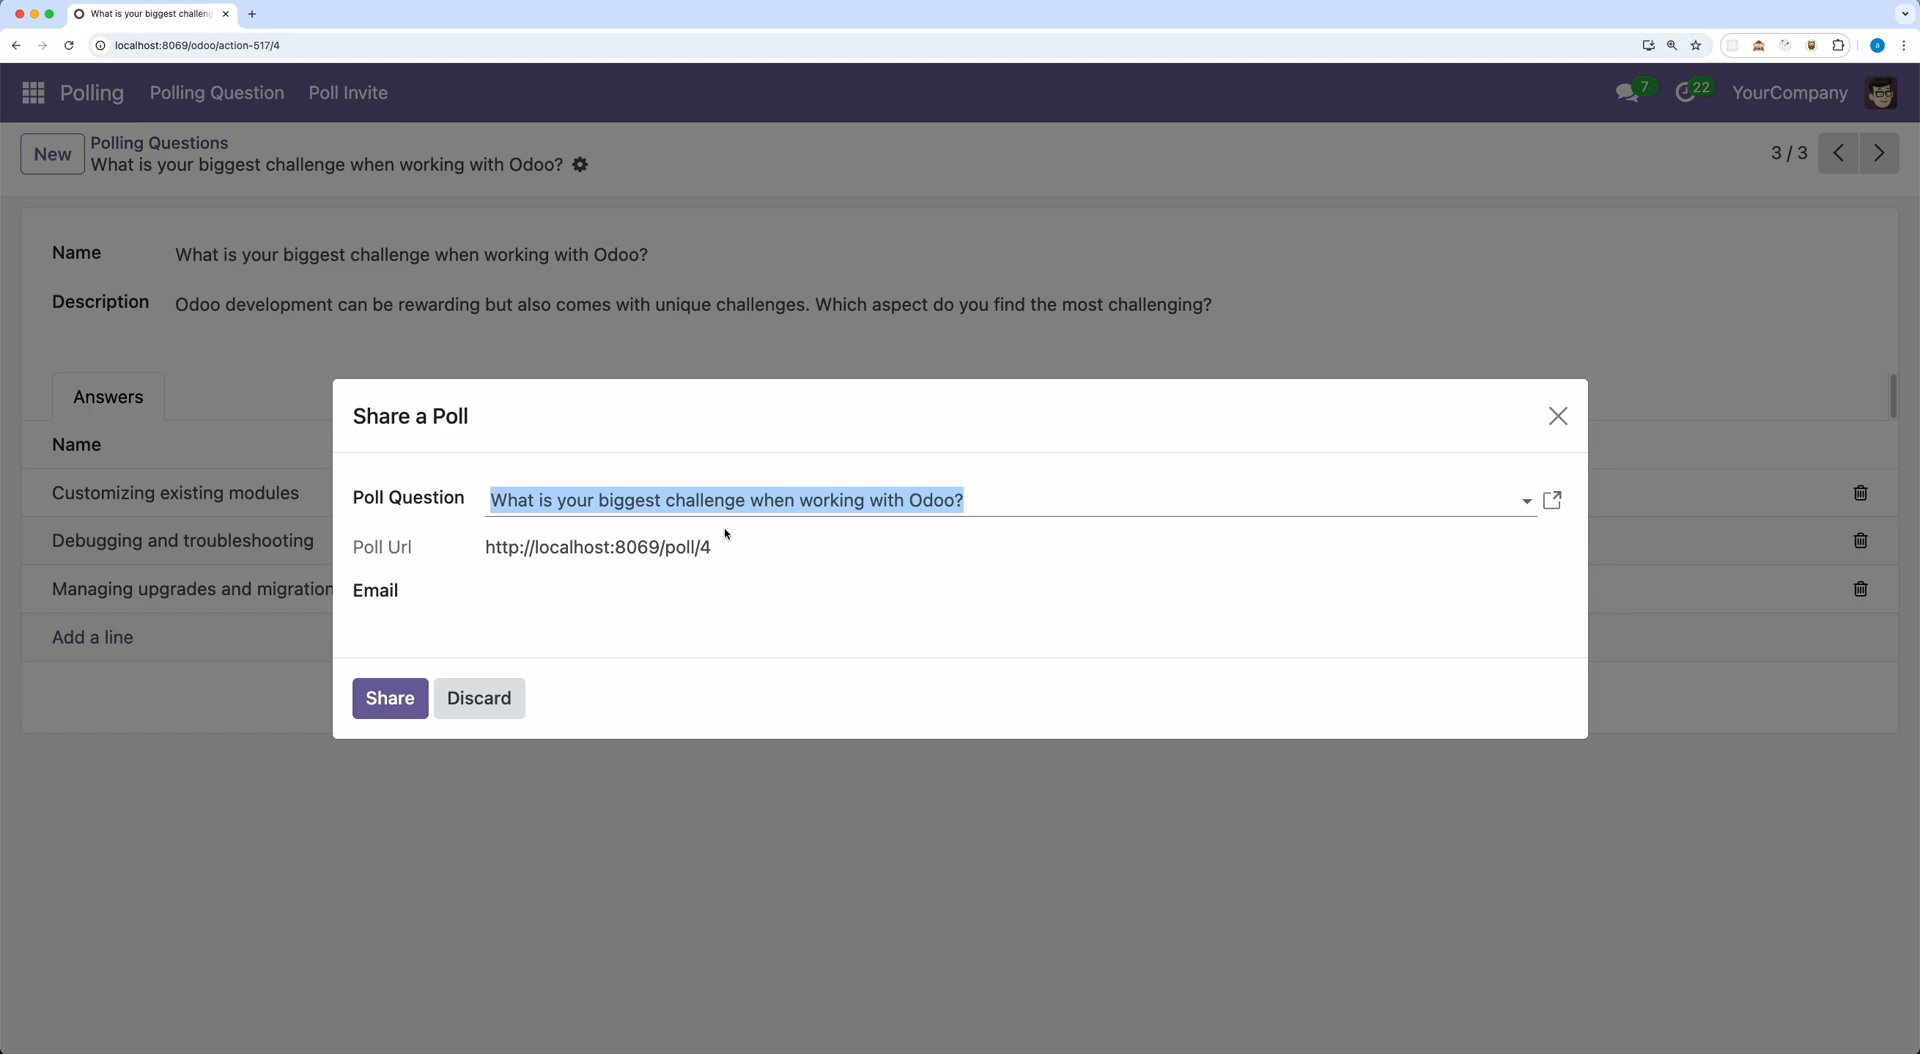 What is your biggest challeng
localhost:8069/odoo/action-517/4
a
Polling Polling Question Poll Invite
7 22 YourCompany
New
Polling Questions
What is your biggest challenge when working with Odoo?
3 / 3
Name What is your biggest challenge when working with Odoo?
Description Odoo development can be rewarding but also comes with unique challenges. Which aspect do you find the most challenging?
Answers
Name
Customizing existing modules
Debugging and troubleshooting
Managing upgrades and migration
Add a line
Share a Poll
Poll Question What is your biggest challenge when working with Odoo?
Poll Url http://localhost:8069/poll/4
Email
Share Discard